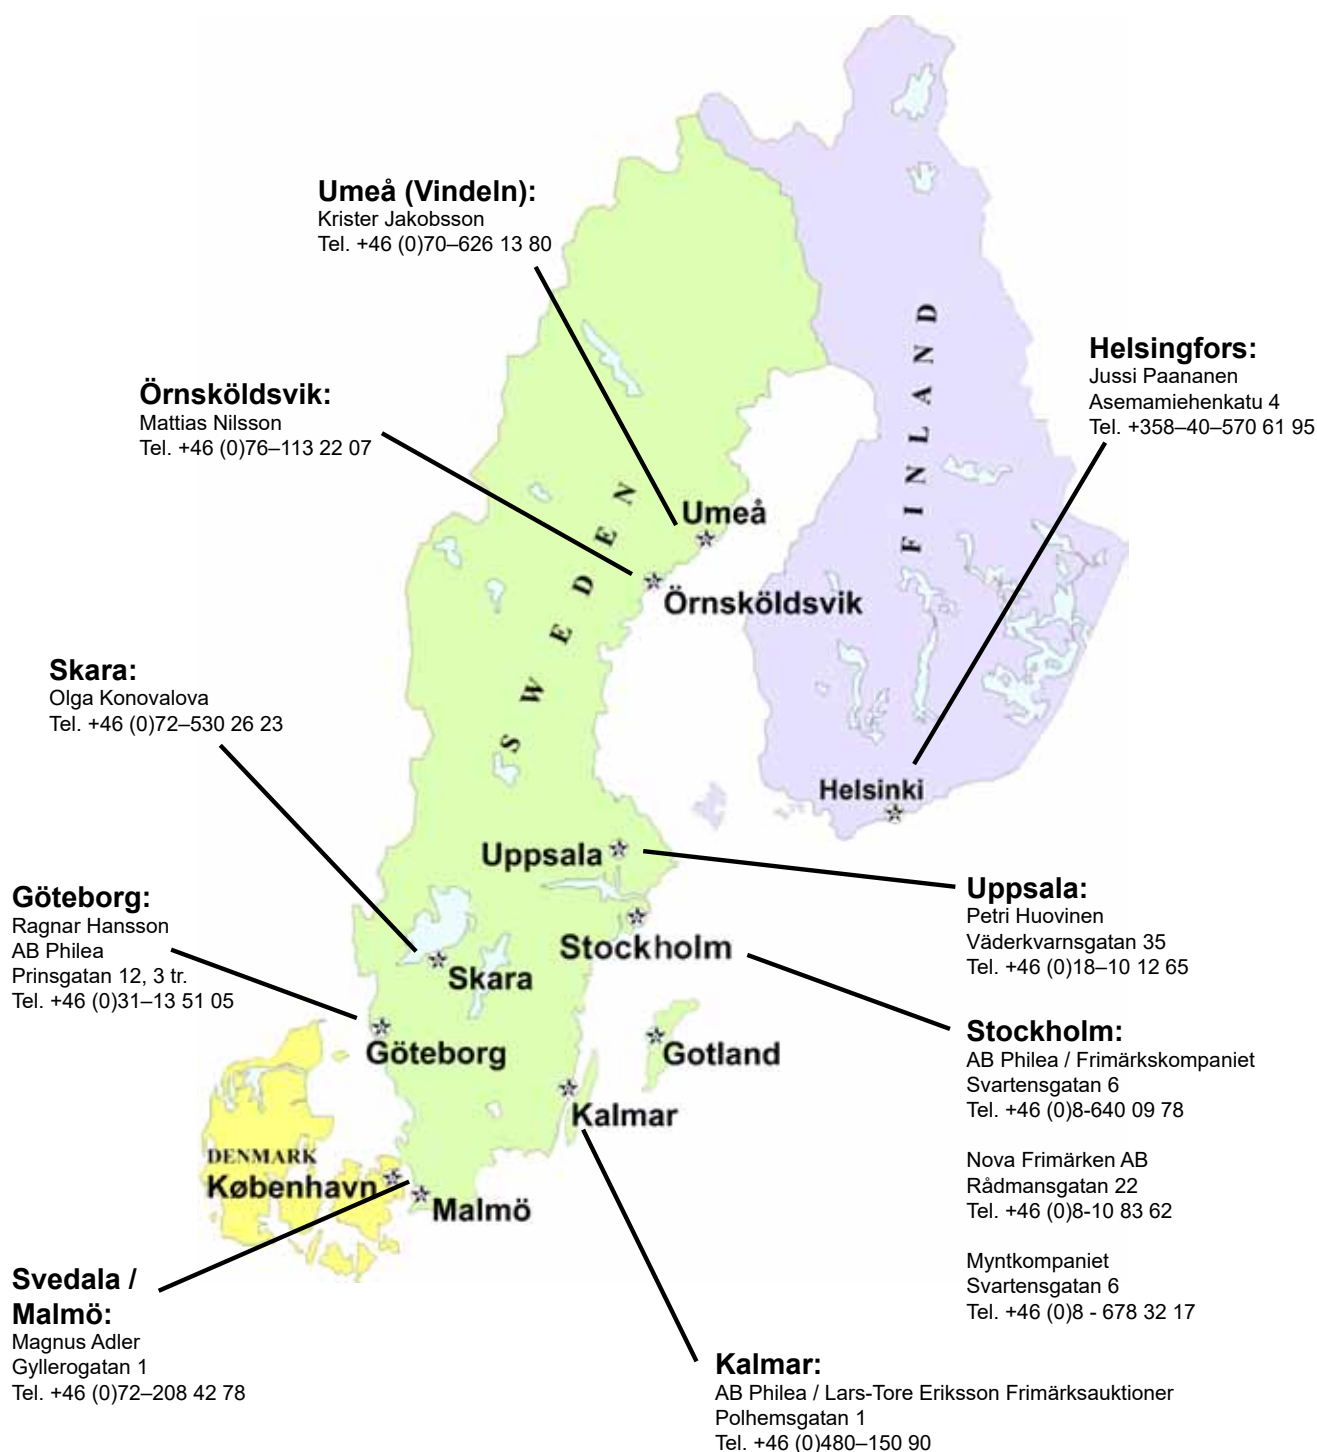 Umeå (Vindeln):
Krister Jakobsson
Tel. +46 (0)70–626 13 80
Helsingfors:
Jussi Paananen
Asemamiehenkatu 4
Tel. +358–40–570 61 95
Örnsköldsvik:
Mattias Nilsson
Tel. +46 (0)76–113 22 07
FINLAND
SWEDEN
Umeå
Örnsköldsvik
Skara:
Olga Konovalova
Tel. +46 (0)72–530 26 23
Helsinki
Uppsala
Göteborg:
Ragnar Hansson
AB Philea
Prinsgatan 12, 3 tr.
Tel. +46 (0)31–13 51 05
Uppsala:
Petri Huovinen
Väderkvarnsgatan 35
Tel. +46 (0)18–10 12 65
Stockholm
Skara
Göteborg
Gotland
Kalmar
Stockholm:
AB Philea / Frimärkskompaniet
Svartensgatan 6
Tel. +46 (0)8-640 09 78
Nova Frimärken AB
Rådmansgatan 22
Tel. +46 (0)8-10 83 62
Myntkompaniet
Svartensgatan 6
Tel. +46 (0)8 - 678 32 17
DENMARK
København
Malmö
Svedala /
Malmö:
Magnus Adler
Gyllerogatan 1
Tel. +46 (0)72–208 42 78
Kalmar:
AB Philea / Lars-Tore Eriksson Frimärksauktioner
Polhemsgatan 1
Tel. +46 (0)480–150 90